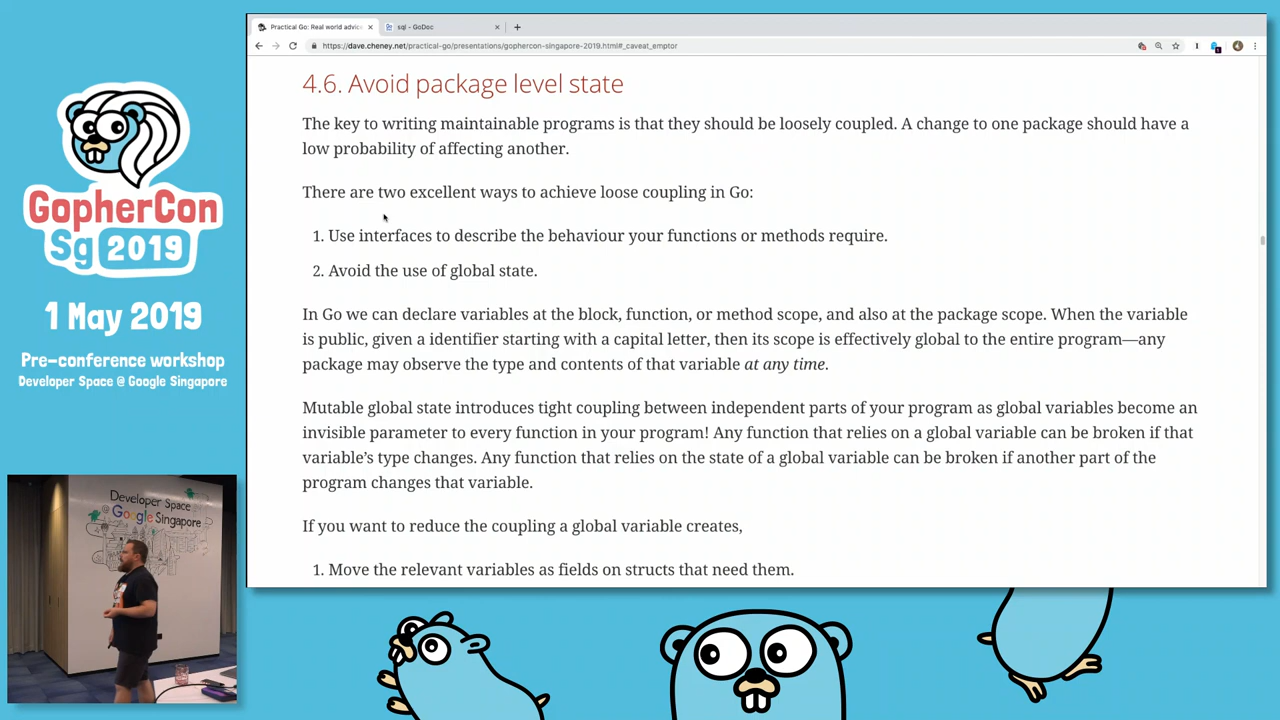 Practical Go: Real world advic
sql - GoDoc
https://dave.cheney.net/practical-go/presentations/gophercon-singapore-2019.html#_caveat_emptor
4.6. Avoid package level state
The key to writing maintainable programs is that they should be loosely coupled. A change to one package should have a
low probability of affecting another.
There are two excellent ways to achieve loose coupling in Go:
1. Use interfaces to describe the behaviour your functions or methods require.
2. Avoid the use of global state.
In Go we can declare variables at the block, function, or method scope, and also at the package scope. When the variable
is public, given a identifier starting with a capital letter, then its scope is effectively global to the entire program—any
package may observe the type and contents of that variable at any time.
Mutable global state introduces tight coupling between independent parts of your program as global variables become an
invisible parameter to every function in your program! Any function that relies on a global variable can be broken if that
variable's type changes. Any function that relies on the state of a global variable can be broken if another part of the
program changes that variable.
If you want to reduce the coupling a global variable creates,
1. Move the relevant variables as fields on structs that need them.
GopherCon
Sg 2019
1 May 2019
Pre-conference workshop
Developer Space @ Google Singapore
Developer Space
@ Google Singapore